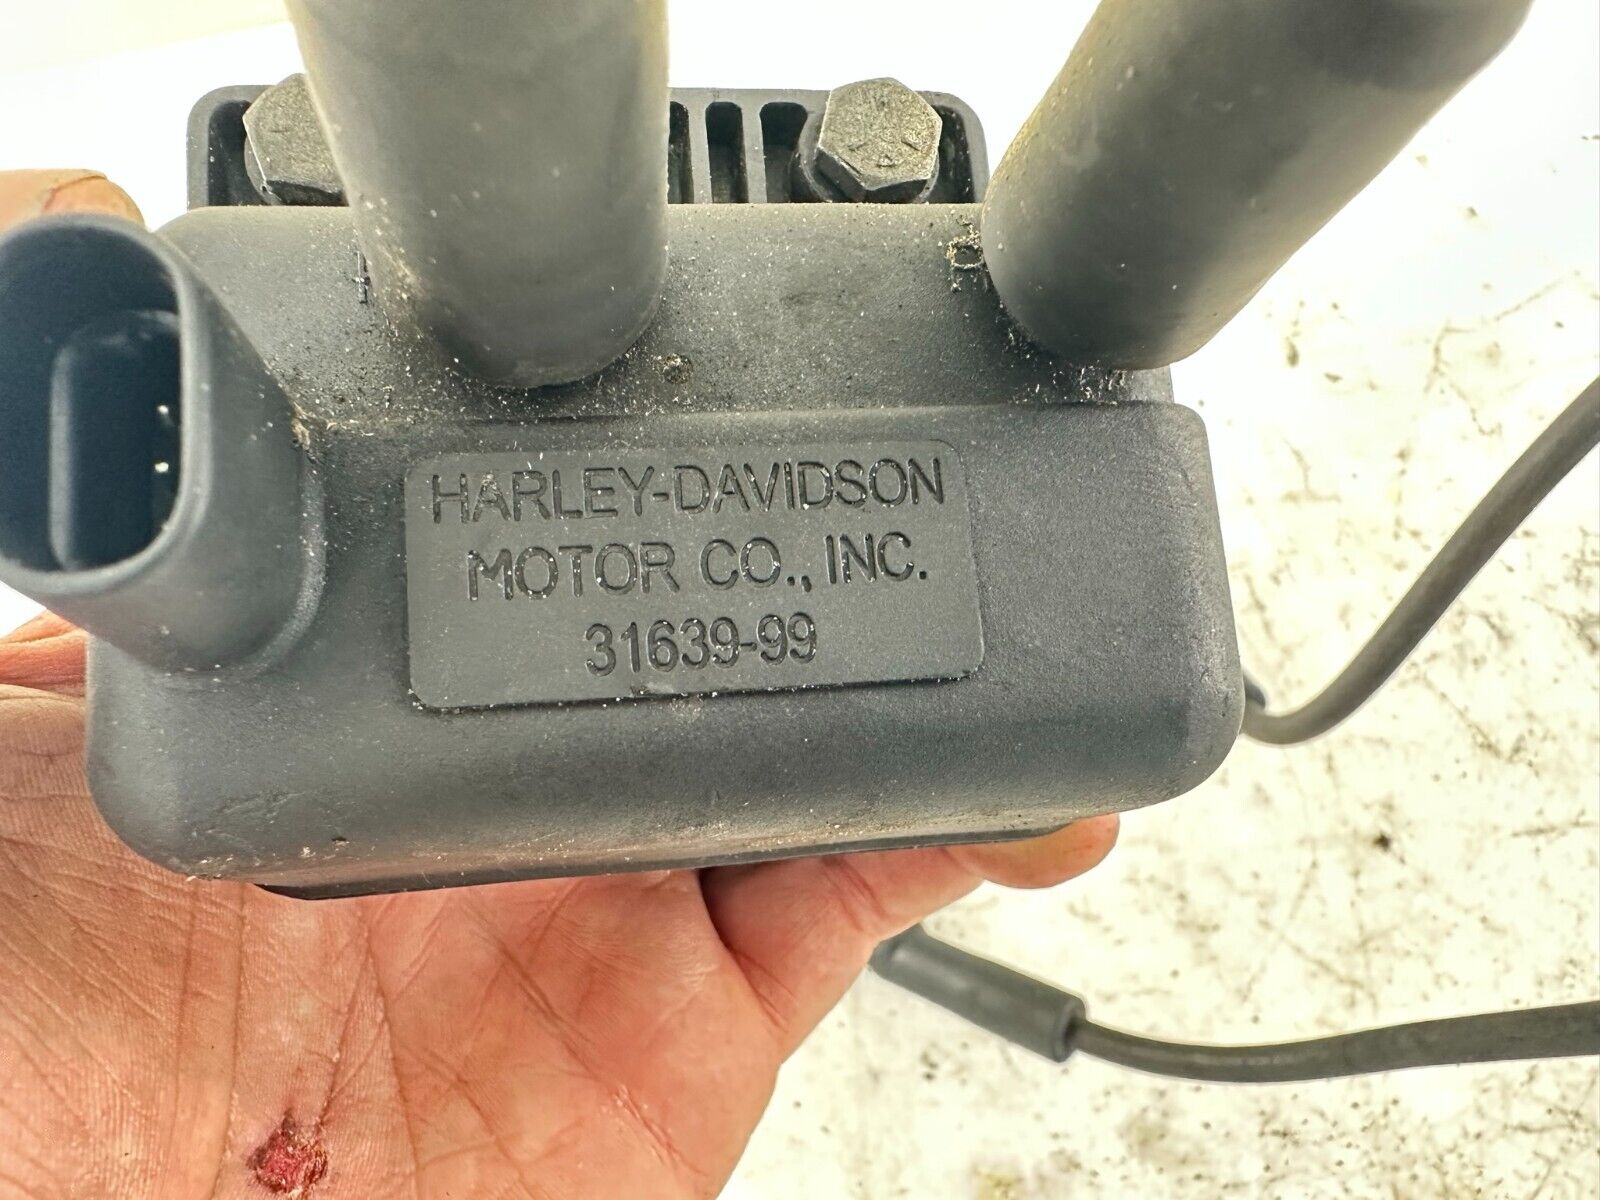 HARLEY-DAVIDSON
MOTOR CO., INC.
31639-99